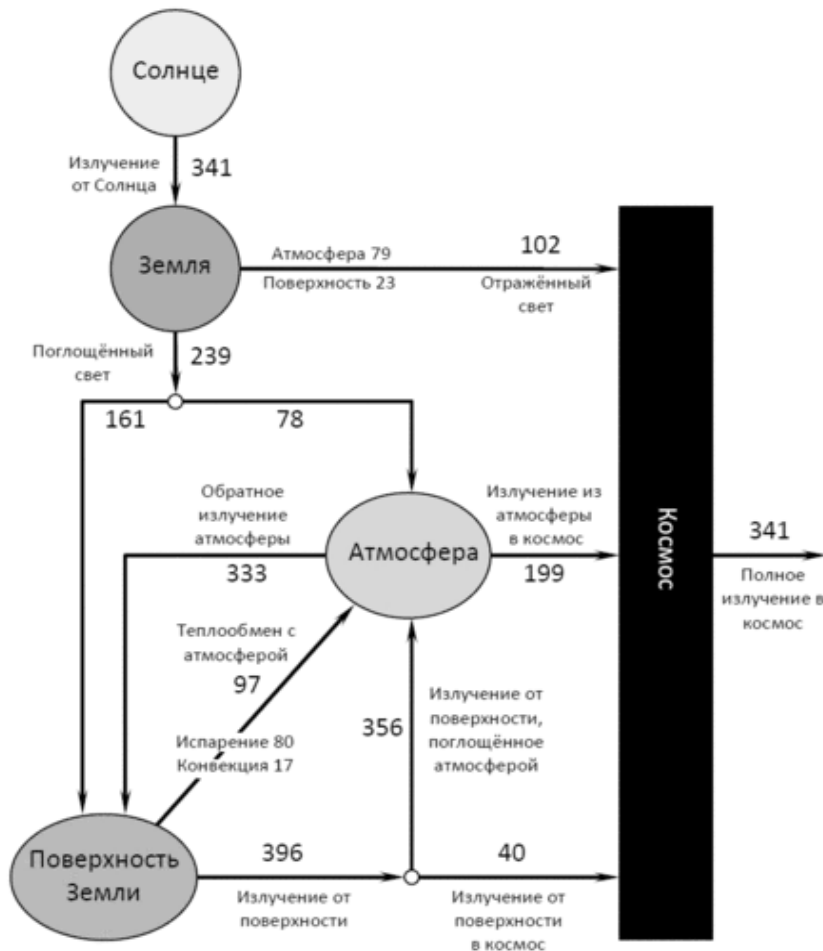 Солнце
Излучение
от Солнца
341
Земля
Атмосфера 79
Поверхность 23
102
Отражённый
свет
Поглощённый
свет
239
161
78
Обратное
излучение
атмосферы
333
Атмосфера
Излучение из
атмосферы
в космос
199
Космос
341
Полное
излучение в
космос
Теплообмен с
атмосферой
97
Испарение 80
Конвекция 17
356
Излучение от
поверхности,
поглощённое
атмосферой
Поверхность
Земли
396
Излучение от
поверхности
40
Излучение от
поверхности
в космос